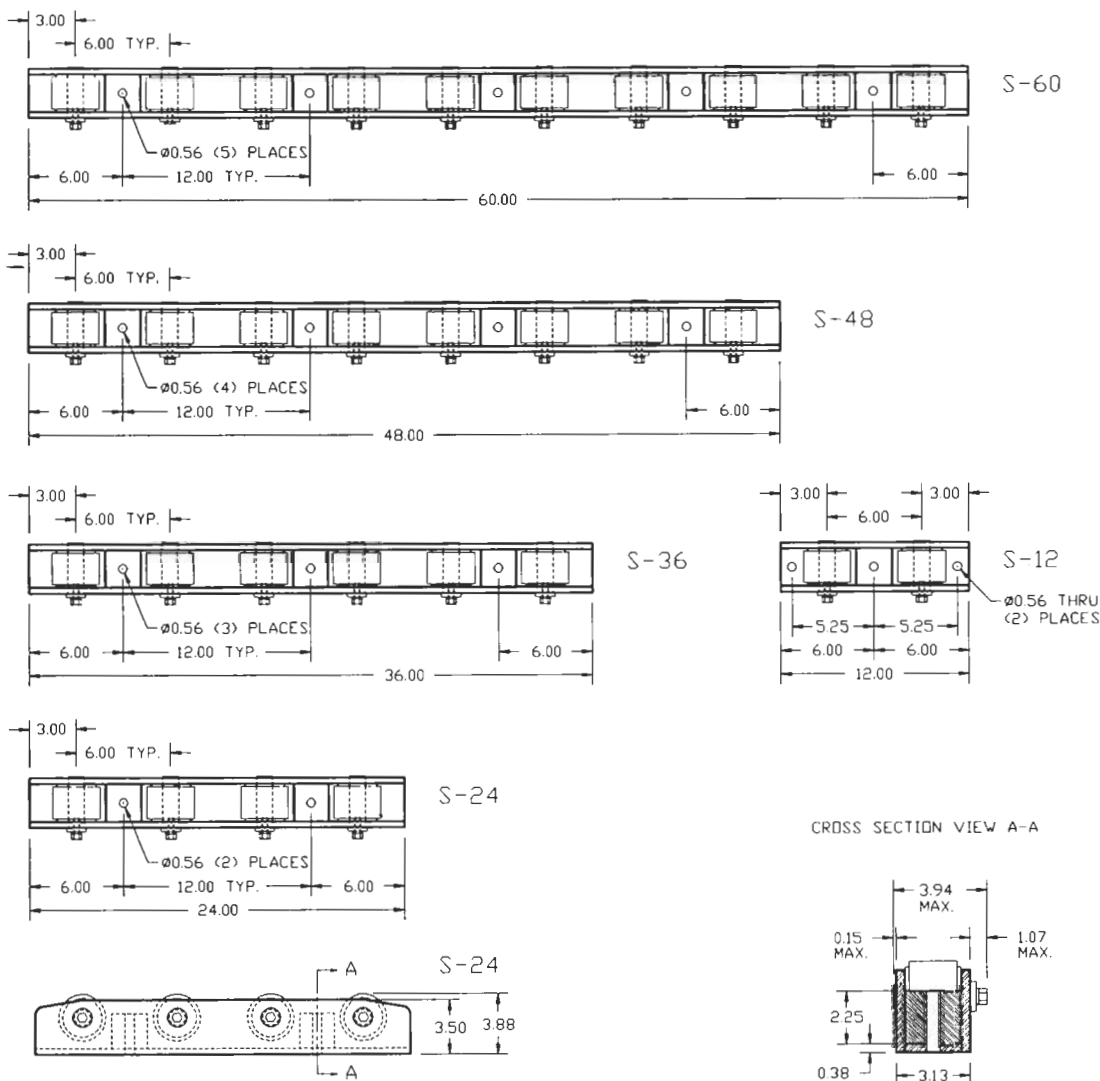 3.00
6.00 TYP.
S-60
Ø0.56 (5) PLACES
6.00
12.00 TYP.
6.00
60.00
3.00
6.00 TYP.
S-48
Ø0.56 (4) PLACES
6.00
12.00 TYP.
6.00
48.00
3.00
6.00 TYP.
S-36
Ø0.56 (3) PLACES
6.00
12.00 TYP.
6.00
36.00
3.00
3.00
6.00
S-12
Ø0.56 THRU
(2) PLACES
5.25
5.25
6.00
6.00
12.00
3.00
6.00 TYP.
S-24
Ø0.56 (2) PLACES
6.00
12.00 TYP.
6.00
24.00
S-24
A
3.50
3.88
A
CROSS SECTION VIEW A-A
3.94
MAX.
0.15
MAX.
1.07
MAX.
2.25
0.38
3.13